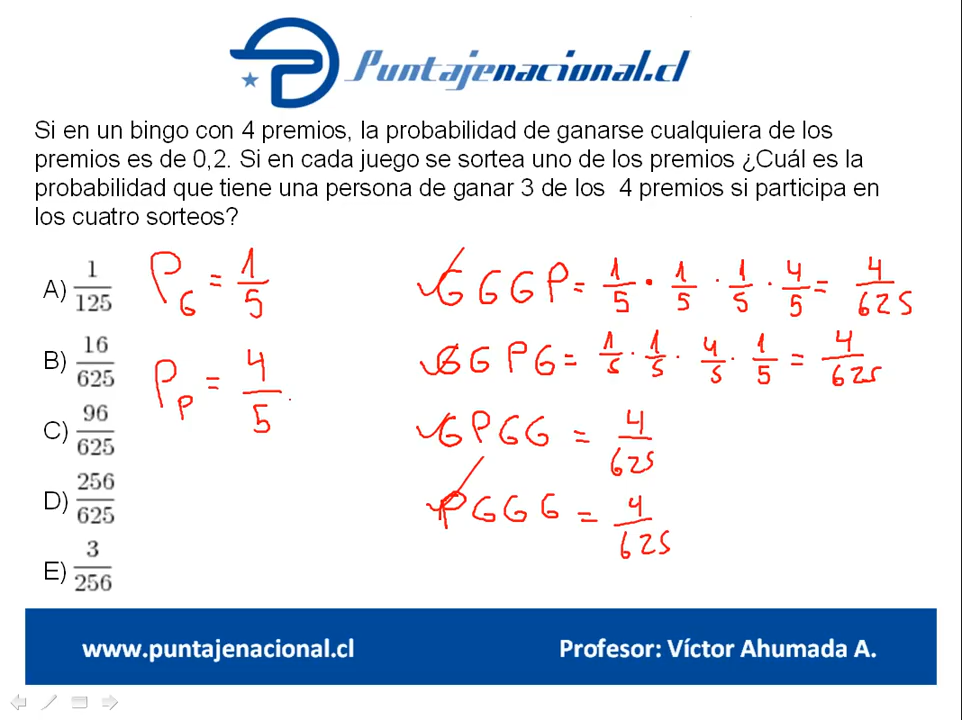 Puntajenacional.cl
Si en un bingo con 4 premios, la probabilidad de ganarse cualquiera de los
premios es de 0,2. Si en cada juego se sortea uno de los premios ¿Cuál es la
probabilidad que tiene una persona de ganar 3 de los 4 premios si participa en
los cuatro sorteos?
A) 1/125
B) 16/625
C) 96/625
D) 256/625
E) 3/256
P_G = 1/5
P_P = 4/5
GGGP = 1/5 · 1/5 · 1/5 · 4/5 = 4/625
GGPG = 1/5 · 1/5 · 4/5 · 1/5 = 4/625
GPGG = 4/625
PGGG = 4/625
www.puntajenacional.cl
Profesor: Víctor Ahumada A.